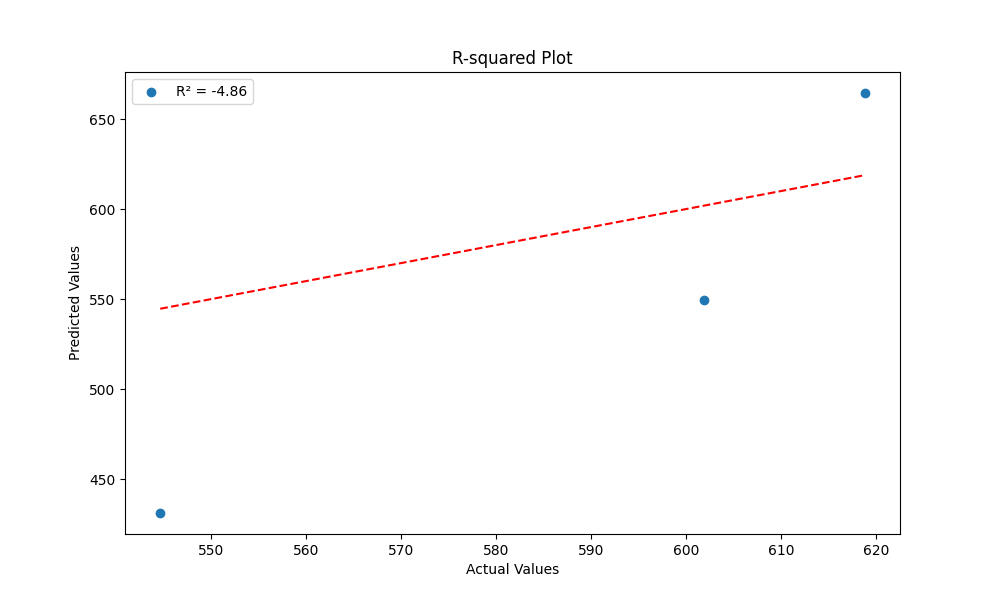 R-squared Plot
R² = -4.86
650
600
550
500
450
Predicted Values
550 560 570 580 590 600 610 620
Actual Values